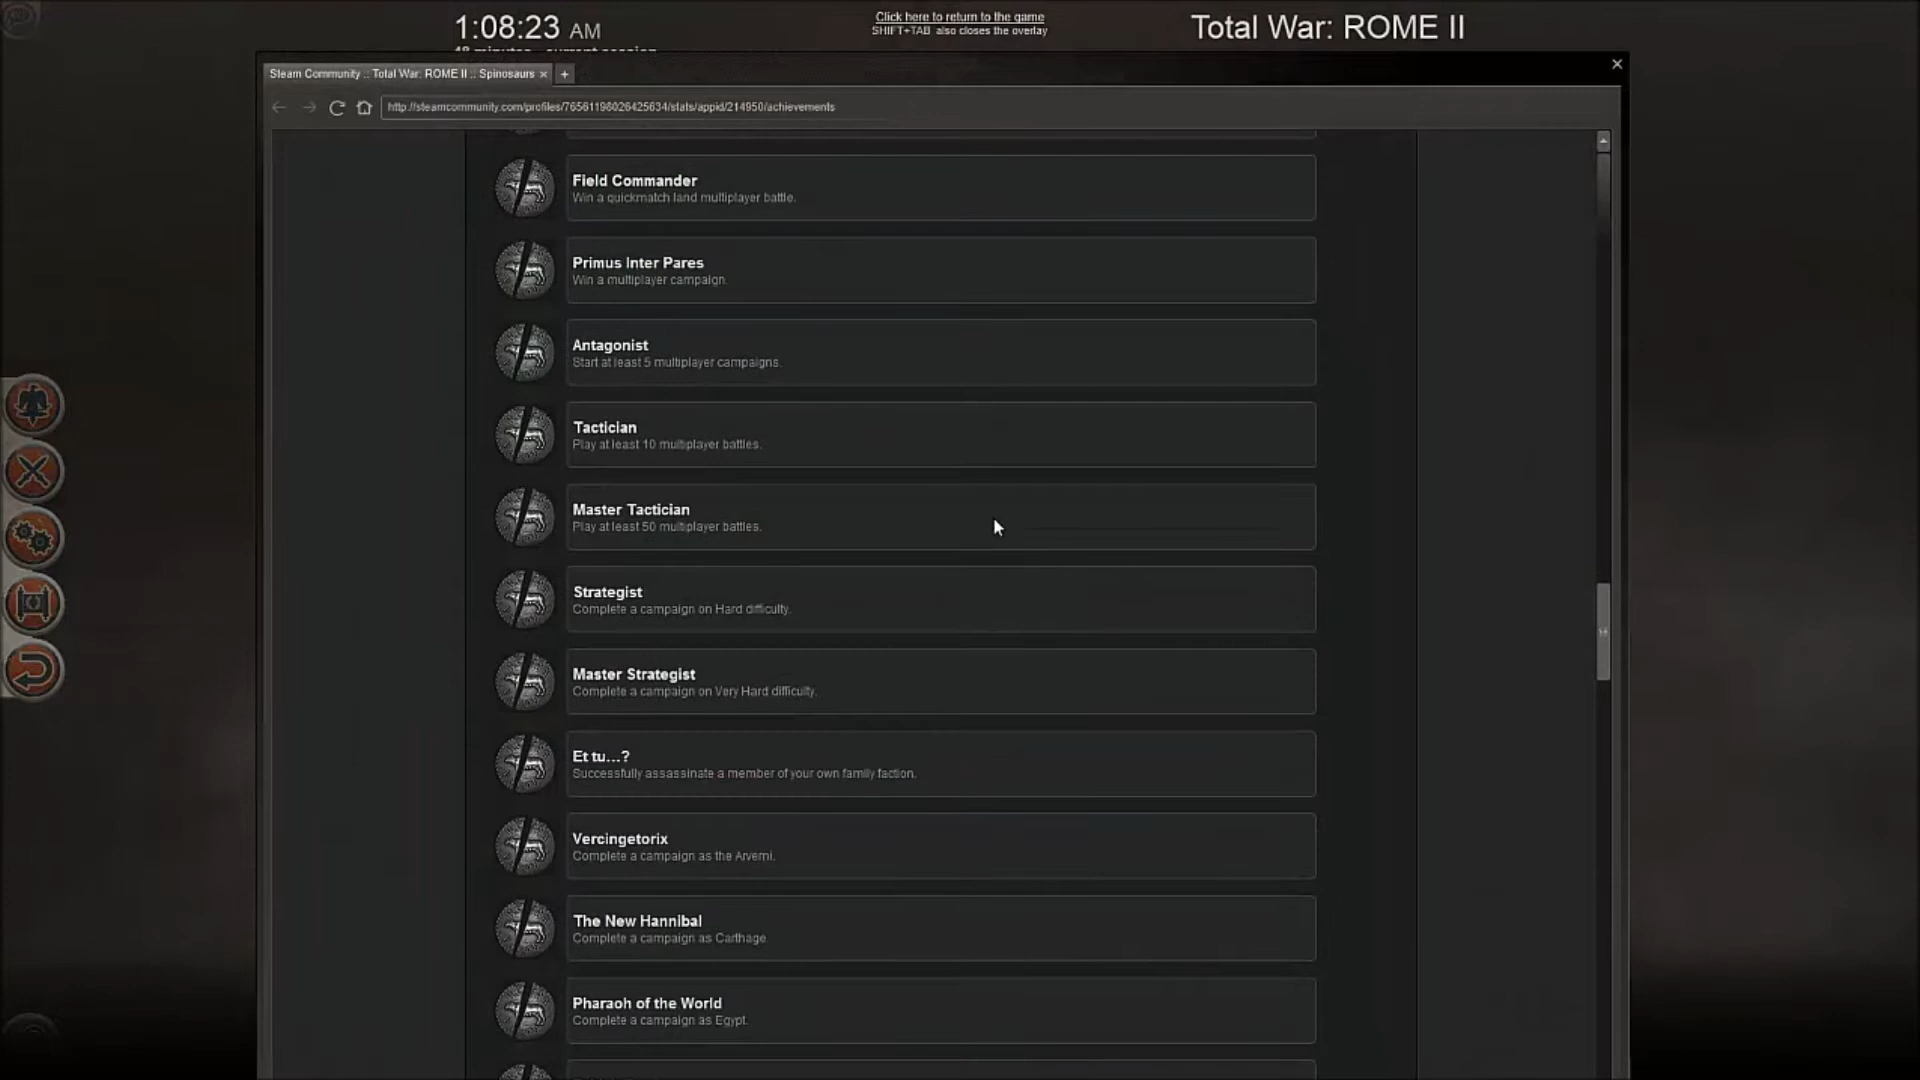 1:08:23 AM
Click here to return to the game
SHIFT+TAB also closes the overlay
Total War: ROME II
48 minutes - current session
Steam Community :: Total War: ROME II :: Spinosaurs
http://steamcommunity.com/profiles/76561198026425634/stats/appid/214950/achievements
Field Commander
Win a quickmatch land multiplayer battle.
Primus Inter Pares
Win a multiplayer campaign.
Antagonist
Start at least 5 multiplayer campaigns.
Tactician
Play at least 10 multiplayer battles.
Master Tactician
Play at least 50 multiplayer battles.
Strategist
Complete a campaign on Hard difficulty.
Master Strategist
Complete a campaign on Very Hard difficulty.
Et tu...?
Successfully assassinate a member of your own family faction.
Vercingetorix
Complete a campaign as the Arverni.
The New Hannibal
Complete a campaign as Carthage.
Pharaoh of the World
Complete a campaign as Egypt.